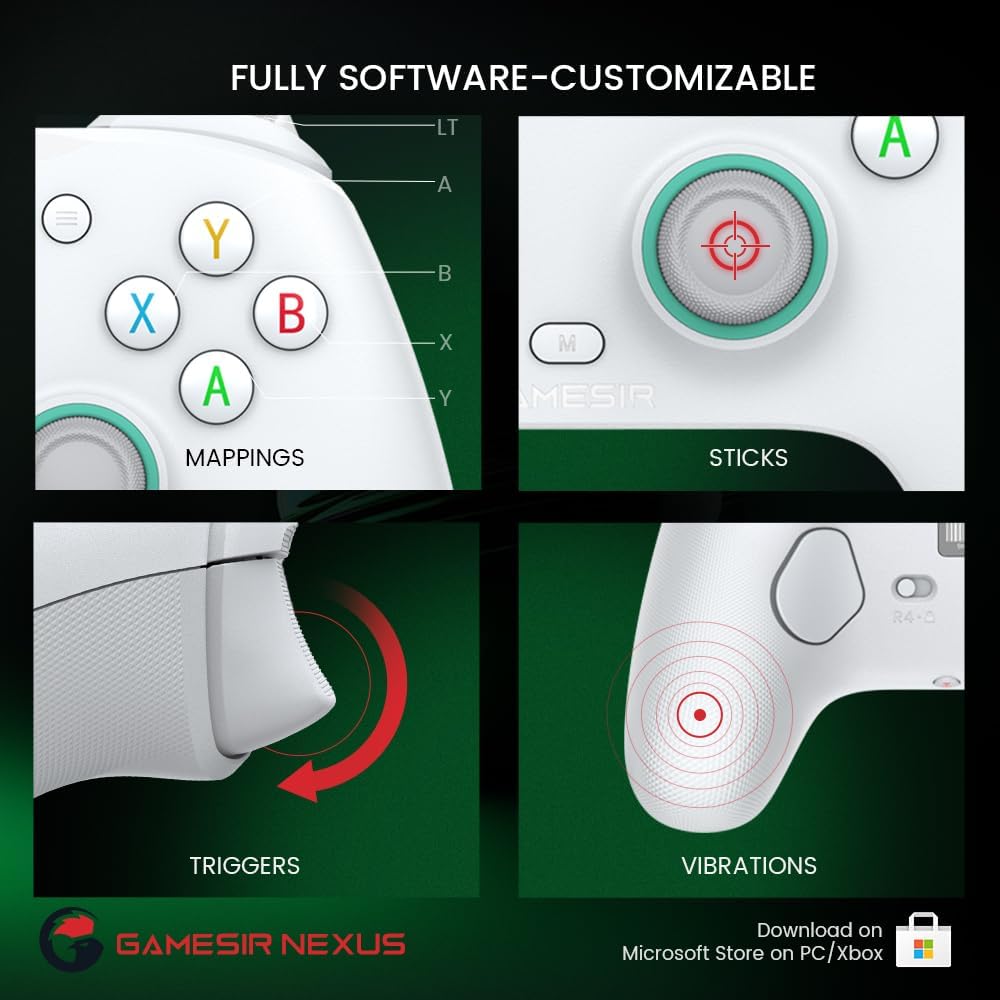 FULLY SOFTWARE-CUSTOMIZABLE
LT
A
Y
B
X
B
X
A
Y
MAPPINGS
A
M
AMESIR
STICKS
TRIGGERS
R4
VIBRATIONS
GAMESIR NEXUS
Download on
Microsoft Store on PC/Xbox